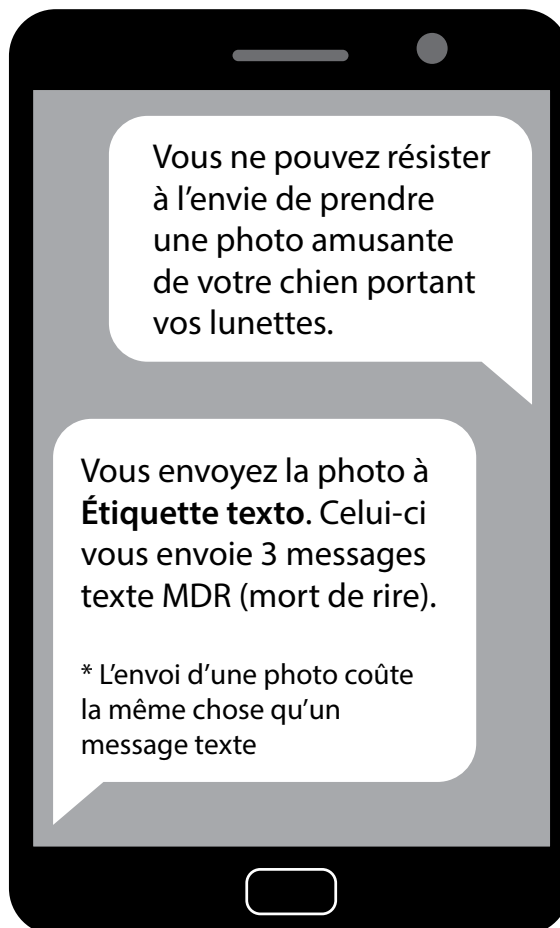 Vous ne pouvez résister
à l’envie de prendre
une photo amusante
de votre chien portant
vos lunettes.
Vous envoyez la photo à
Étiquette texto. Celui-ci
vous envoie 3 messages
texte MDR (mort de rire).
* L’envoi d’une photo coûte
la même chose qu’un
message texte